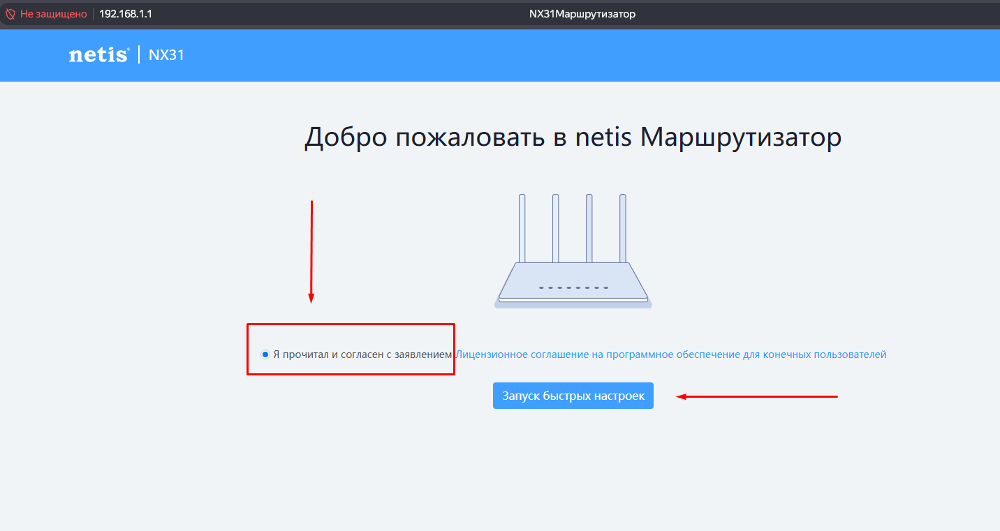 Не защищено 192.168.1.1 NX31Маршрутизатор
netis® NX31
Добро пожаловать в netis Маршрутизатор
Я прочитал и согласен с заявлением Лицензионное соглашение на программное обеспечение для конечных пользователей
Запуск быстрых настроек